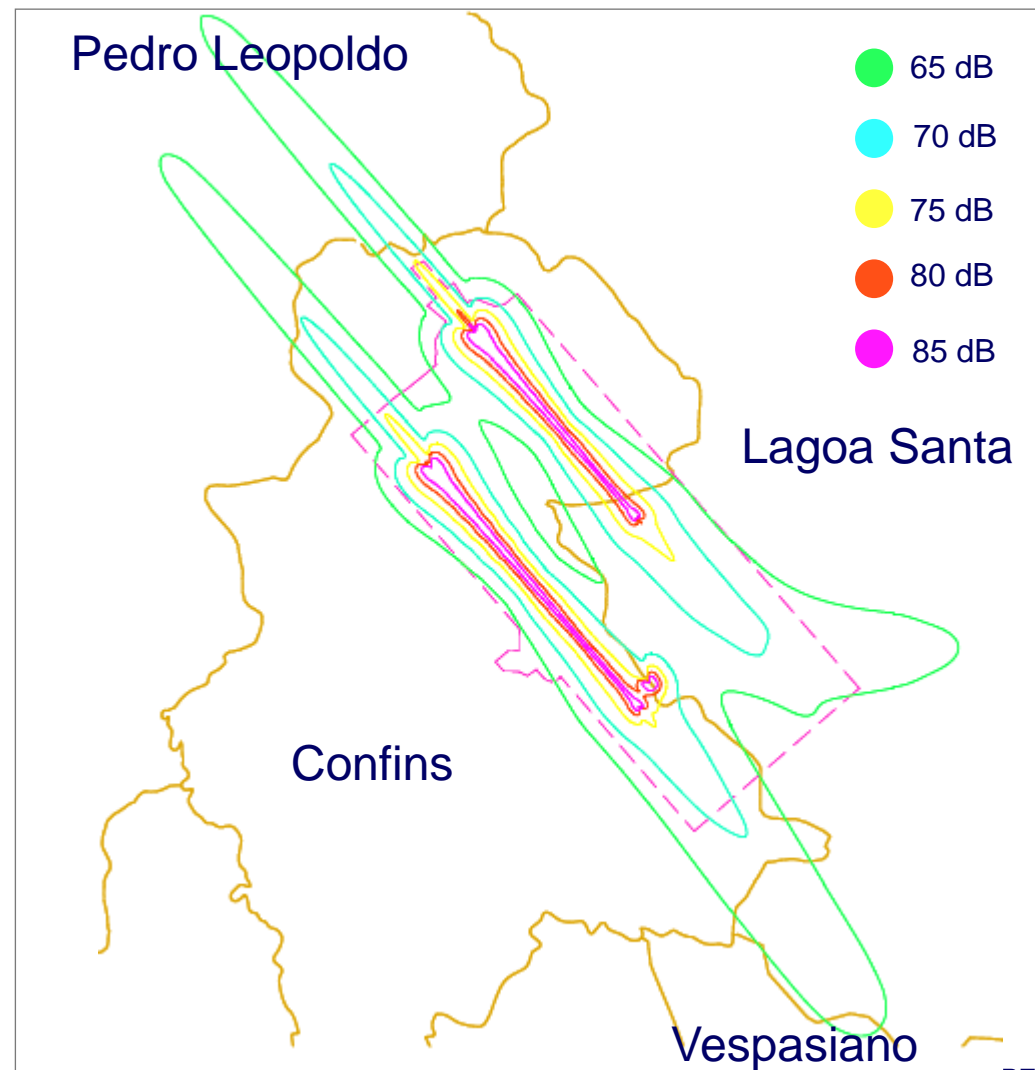 Pedro Leopoldo
65 dB
70 dB
75 dB
80 dB
85 dB
Lagoa Santa
Confins
Vespasiano